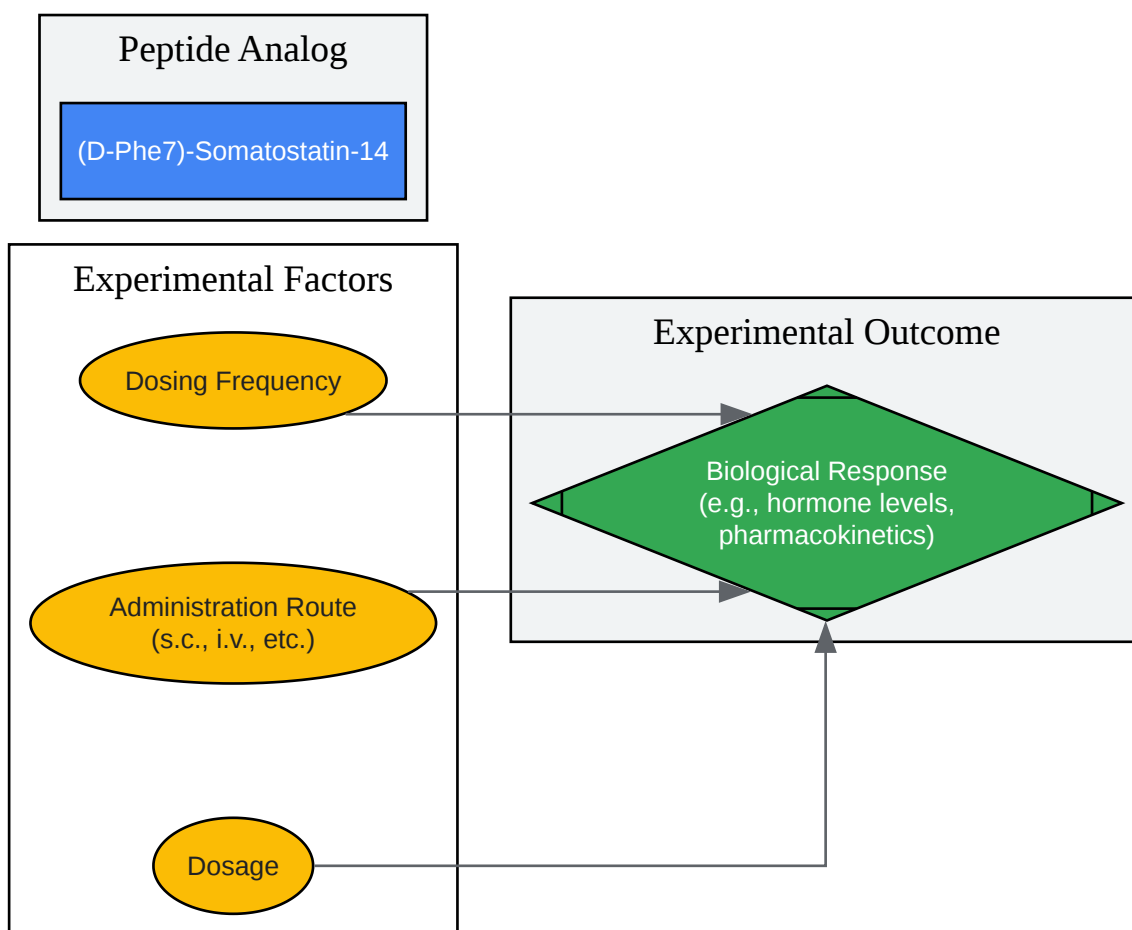 Peptide Analog
(D-Phe7)-Somatostatin-14
Experimental Factors
Dosing Frequency
Administration Route
(s.c., i.v., etc.)
Dosage
Experimental Outcome
Biological Response
(e.g., hormone levels,
pharmacokinetics)